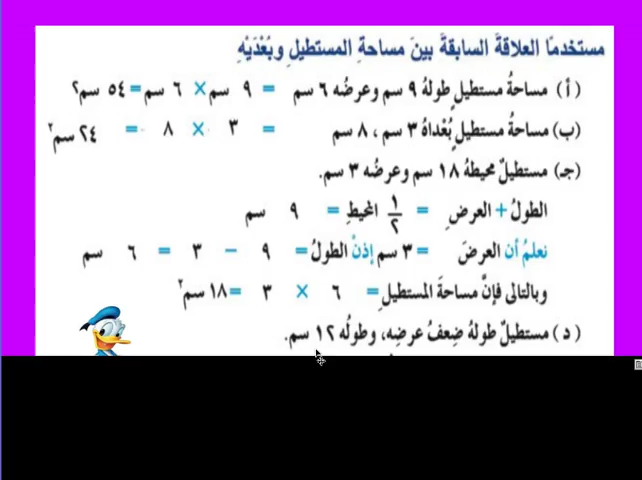 مستخدمًا العلاقةَ السابقةَ بينَ مساحةِ المستطيلِ وبُعْدَيْهِ
(أ) مساحةُ مستطيلٍ طولهُ ٩ سم وعرضُه ٦ سم = ٩ سم × ٦ سم = ٥٤ سم٢
(ب) مساحةُ مستطيلٍ بُعْداهُ ٣ سم ، ٨ سم = ٣ × ٨ = ٢٤ سم٢
(جـ) مستطيلٌ محيطهُ ١٨ سم وعرضُه ٣ سم.
الطولُ + العرضِ = ١/٢ المحيطِ = ٩ سم
نعلمُ أن العرضَ = ٣ سم إذنْ الطولُ = ٩ − ٣ = ٦ سم
وبالتالى فإنَّ مساحةَ المستطيلِ = ٦ × ٣ = ١٨ سم٢
(د) مستطيلٌ طولهُ ضِعفُ عرضِه، وطولُه ١٢ سم.